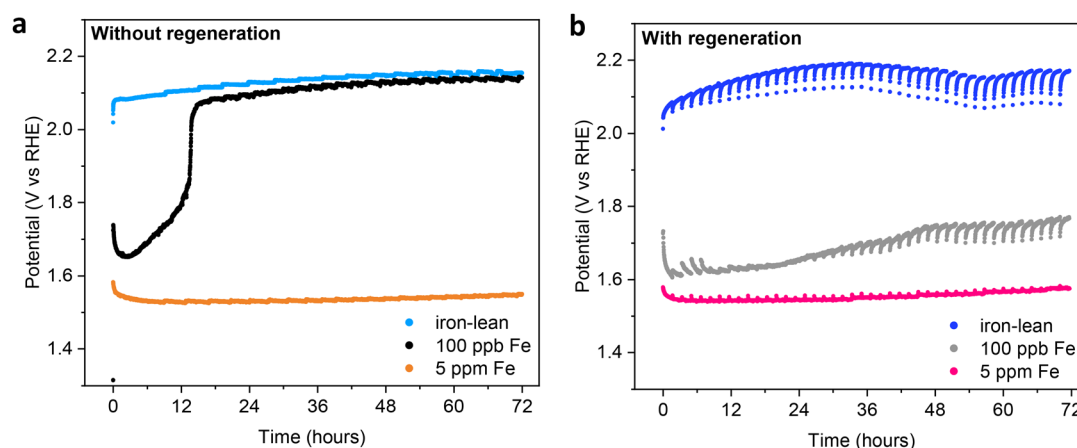 a
Without regeneration
2.2
2.0
1.8
1.6
1.4
Potential (V vs RHE)
iron-lean
100 ppb Fe
5 ppm Fe
0 12 24 36 48 60 72
Time (hours)
b
With regeneration
2.2
2.0
1.8
1.6
1.4
Potential (V vs RHE)
iron-lean
100 ppb Fe
5 ppm Fe
0 12 24 36 48 60 72
Time (hours)